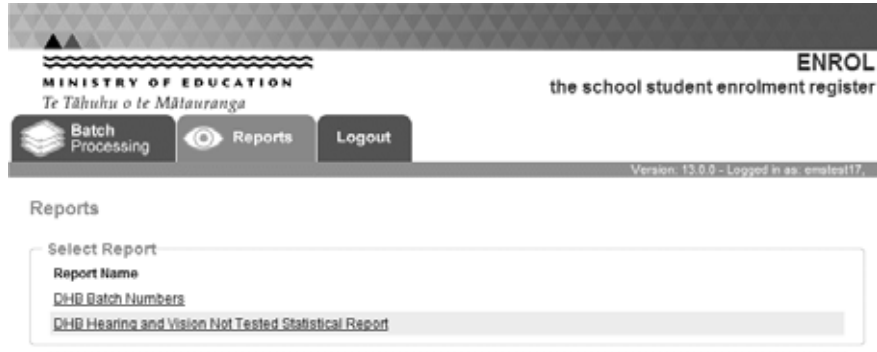 MINISTRY OF EDUCATION
Te Tāhuhu o te Mātauranga
ENROL
the school student enrolment register
Batch
Processing
Reports
Logout
Version: 13.0.0 - Logged in as: emstest17,
Reports
Select Report
Report Name
DHB Batch Numbers
DHB Hearing and Vision Not Tested Statistical Report